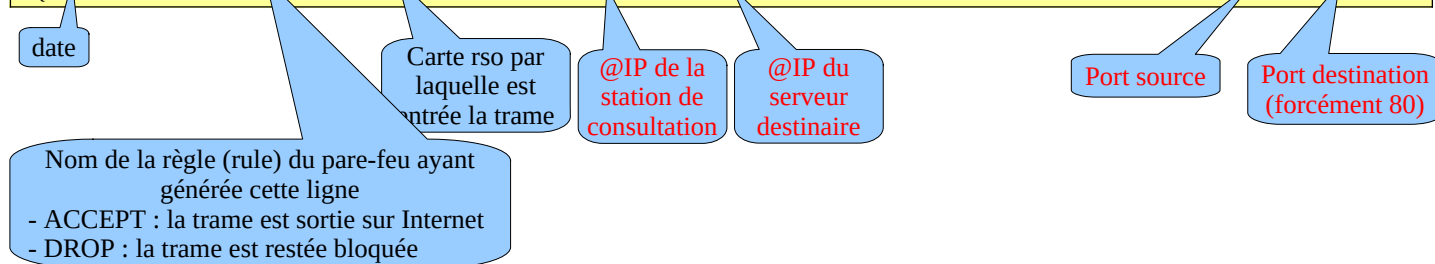 date
Carte rso par
laquelle est
entrée la trame
@IP de la
station de
consultation
@IP du
serveur
destinaire
Port source
Port destination
(forcément 80)
Nom de la règle (rule) du pare-feu ayant
générée cette ligne
- ACCEPT : la trame est sortie sur Internet
- DROP : la trame est restée bloquée